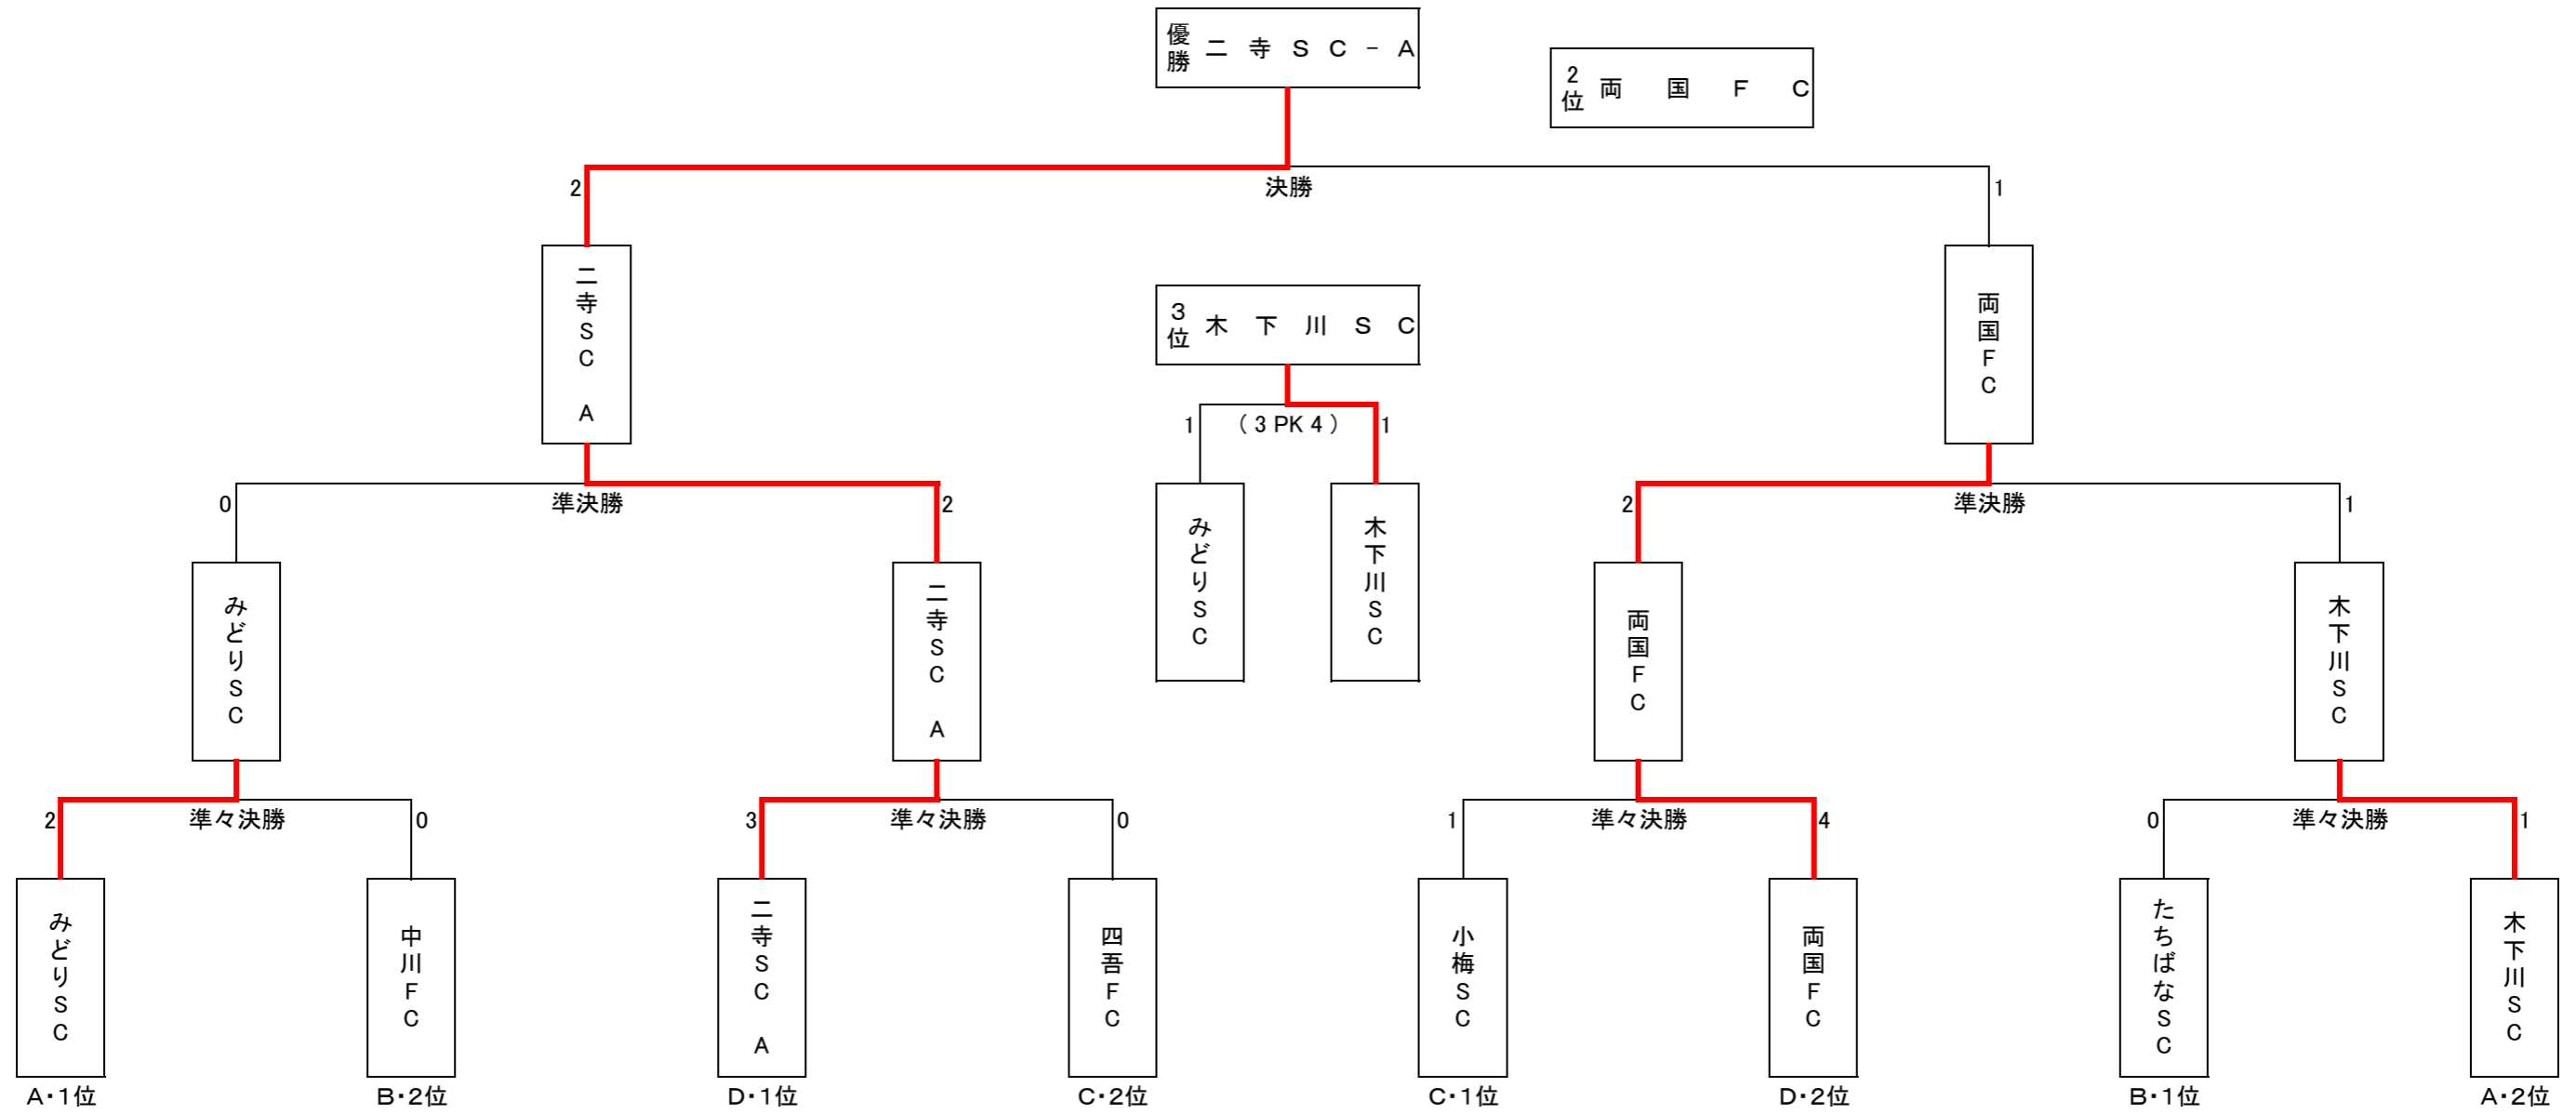 優勝 二寺SC-A
2位 両国FC
2
決勝
1
二寺SC A
両国FC
3位 木下川SC
1
(3 PK 4)
1
0
準決勝
2
2
準決勝
1
みどりSC
木下川SC
みどりSC
二寺SC A
両国FC
木下川SC
2
準々決勝
0
3
準々決勝
0
1
準々決勝
4
0
準々決勝
1
みどりSC
中川FC
二寺SC A
四吾FC
小梅SC
両国FC
たちばなSC
木下川SC
A・1位
B・2位
D・1位
C・2位
C・1位
D・2位
B・1位
A・2位